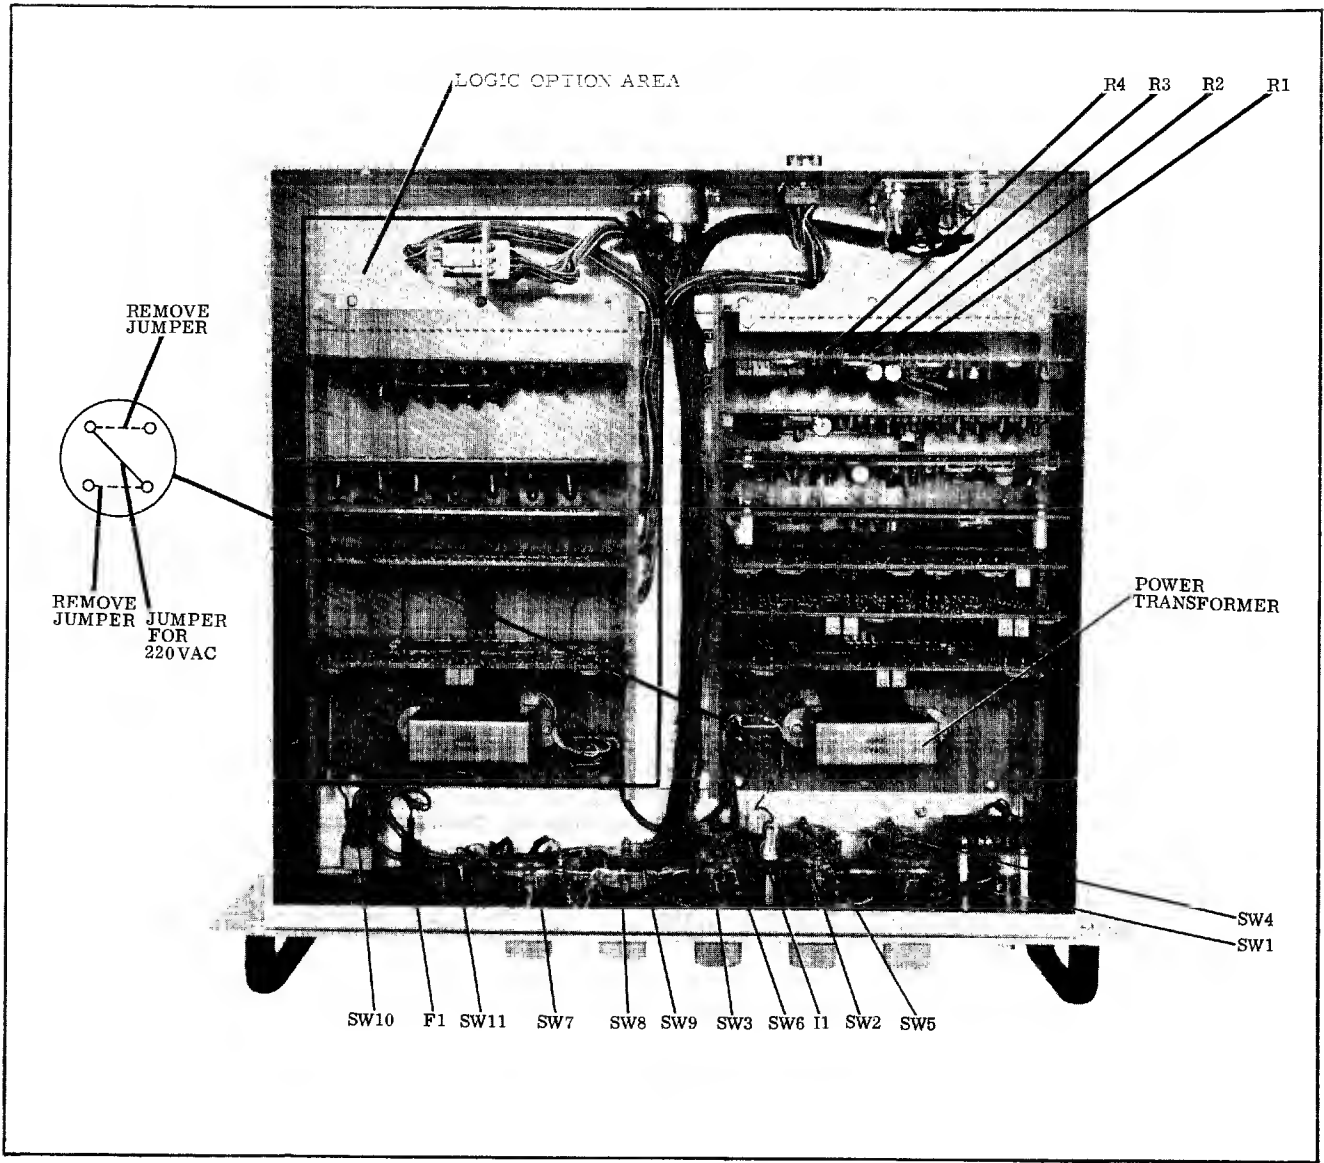 LOGIC OPTION AREA
R4 R3 R2 R1
REMOVE
JUMPER
REMOVE
JUMPER
JUMPER
FOR
220VAC
POWER
TRANSFORMER
SW4
SW1
SW10 F1 SW11 SW7 SW8 SW9 SW3 SW6 I1 SW2 SW5